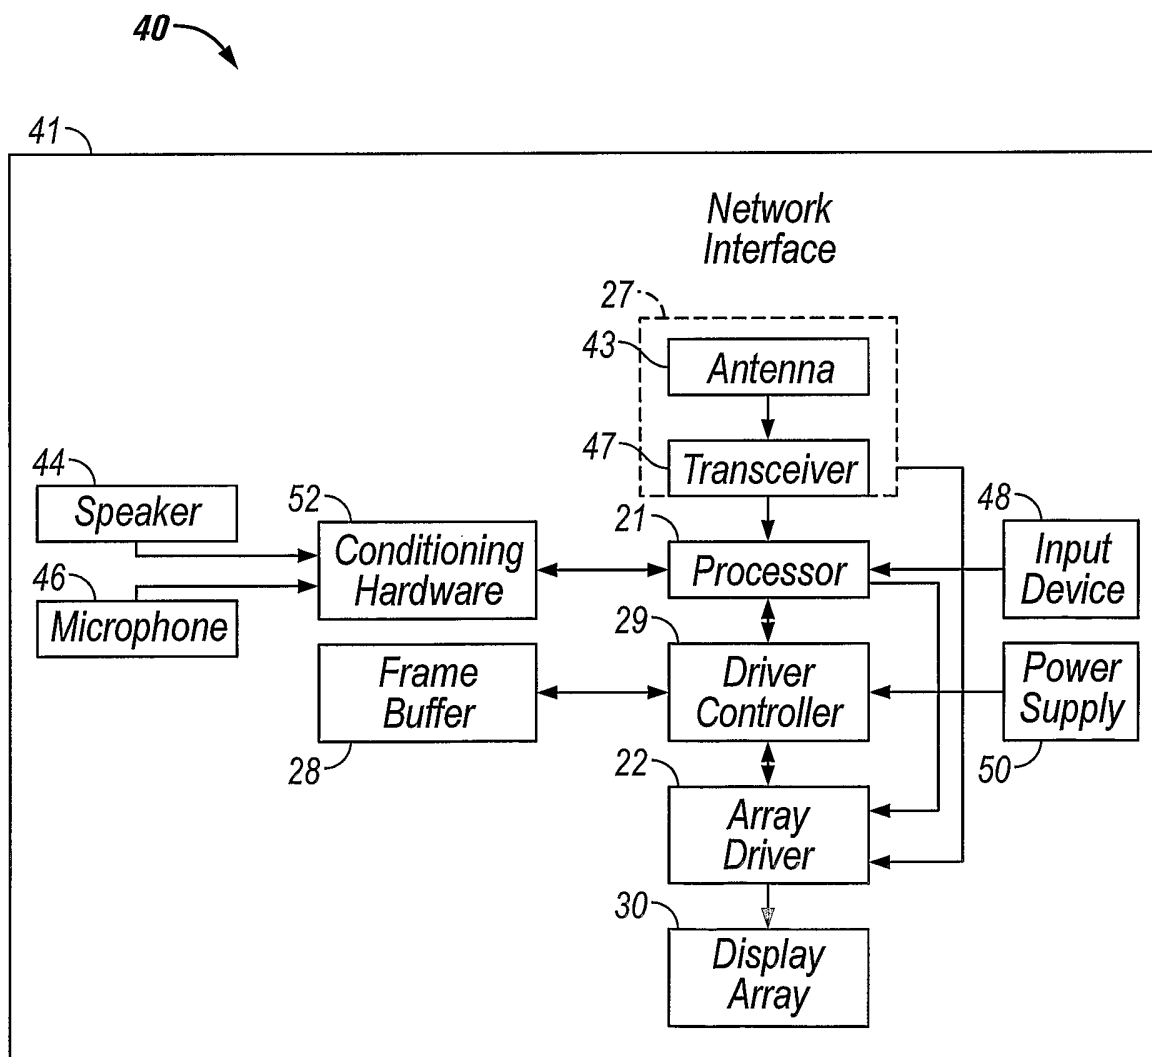 40
41
Network
Interface
27
43
Antenna
47
Transceiver
44
Speaker
52
Conditioning
Hardware
21
Processor
48
Input
Device
46
Microphone
29
Driver
Controller
Frame
Buffer
28
Power
Supply
50
22
Array
Driver
30
Display
Array